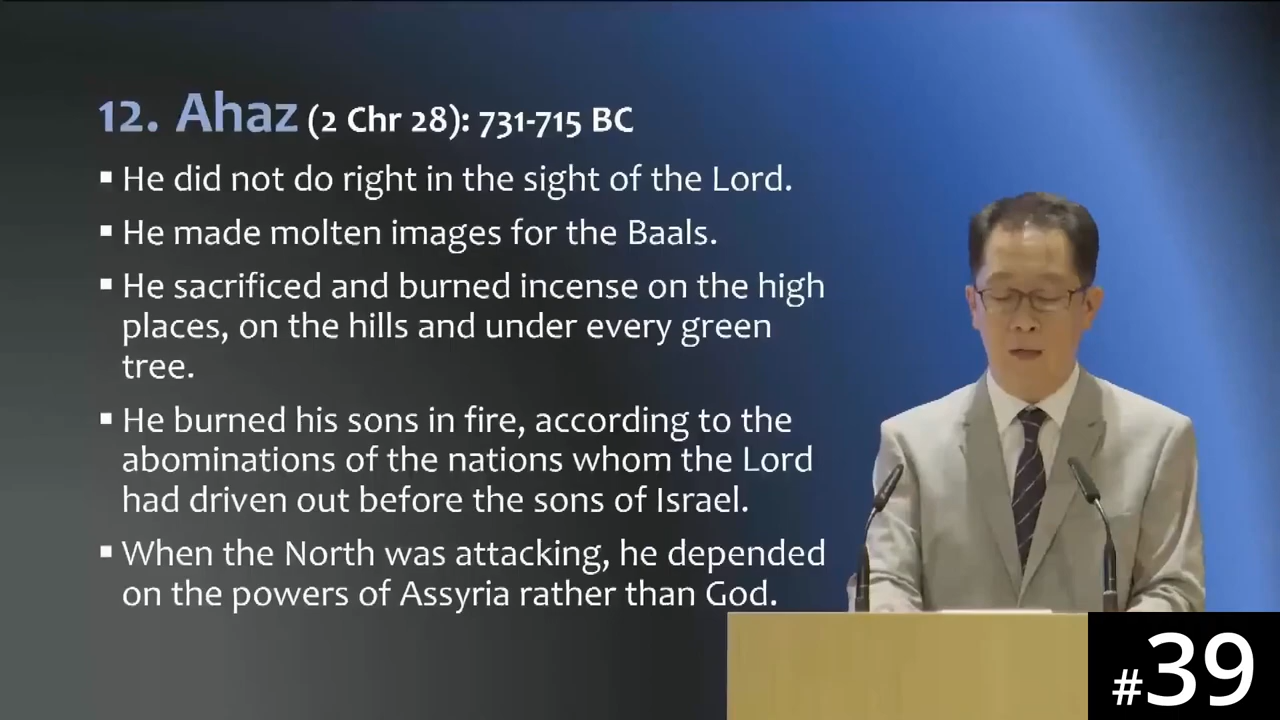 12. Ahaz (2 Chr 28): 731-715 BC
▪ He did not do right in the sight of the Lord.
▪ He made molten images for the Baals.
▪ He sacrificed and burned incense on the high
places, on the hills and under every green
tree.
▪ He burned his sons in fire, according to the
abominations of the nations whom the Lord
had driven out before the sons of Israel.
▪ When the North was attacking, he depended
on the powers of Assyria rather than God.
#39